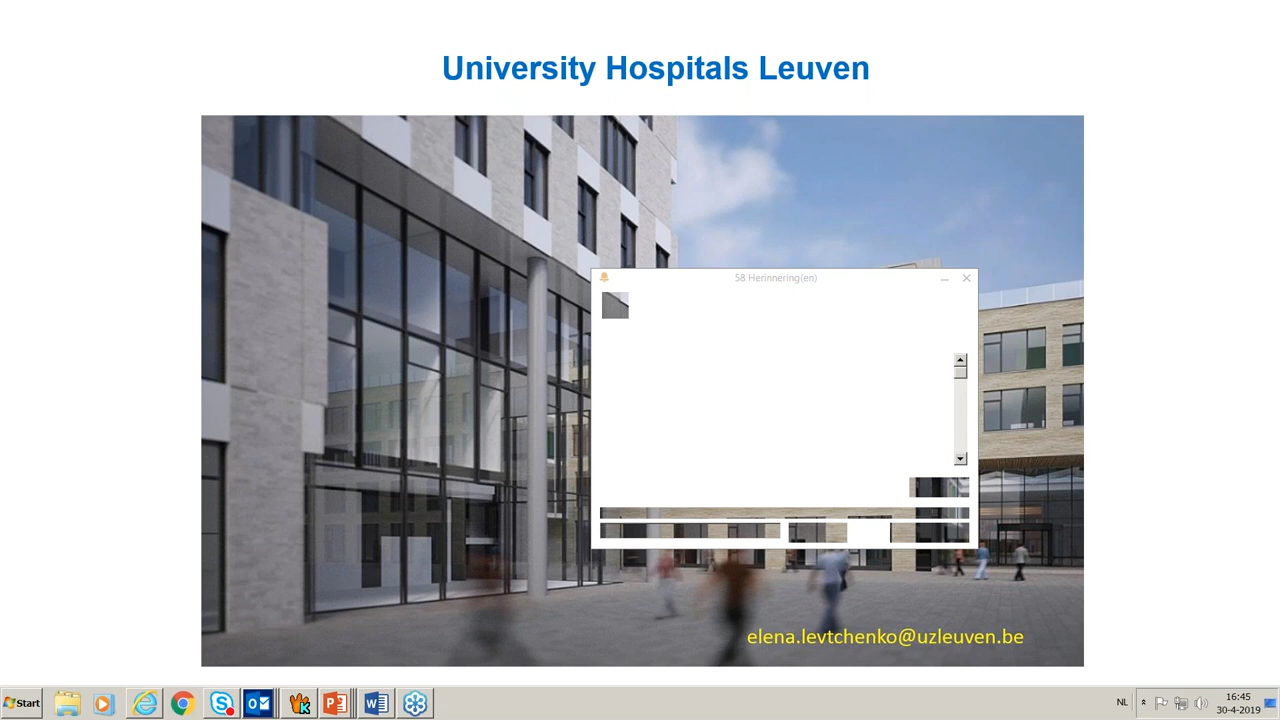 University Hospitals Leuven
58 Herinnering(en)
elena.levtchenko@uzleuven.be
Start
NL
16:45
30-4-2019